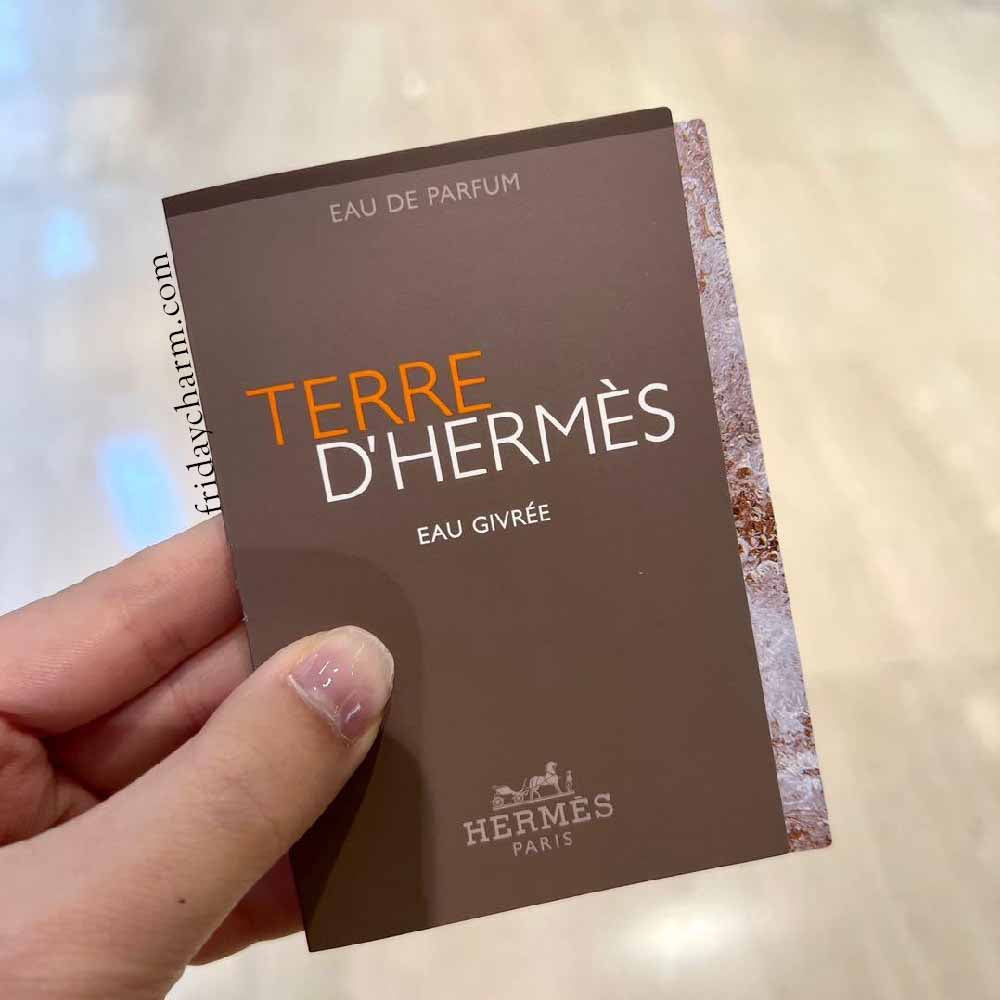 EAU DE PARFUM
fridaycharm.com
TERRE
D'HERMÈS
EAU GIVRÉE
HERMÈS
PARIS